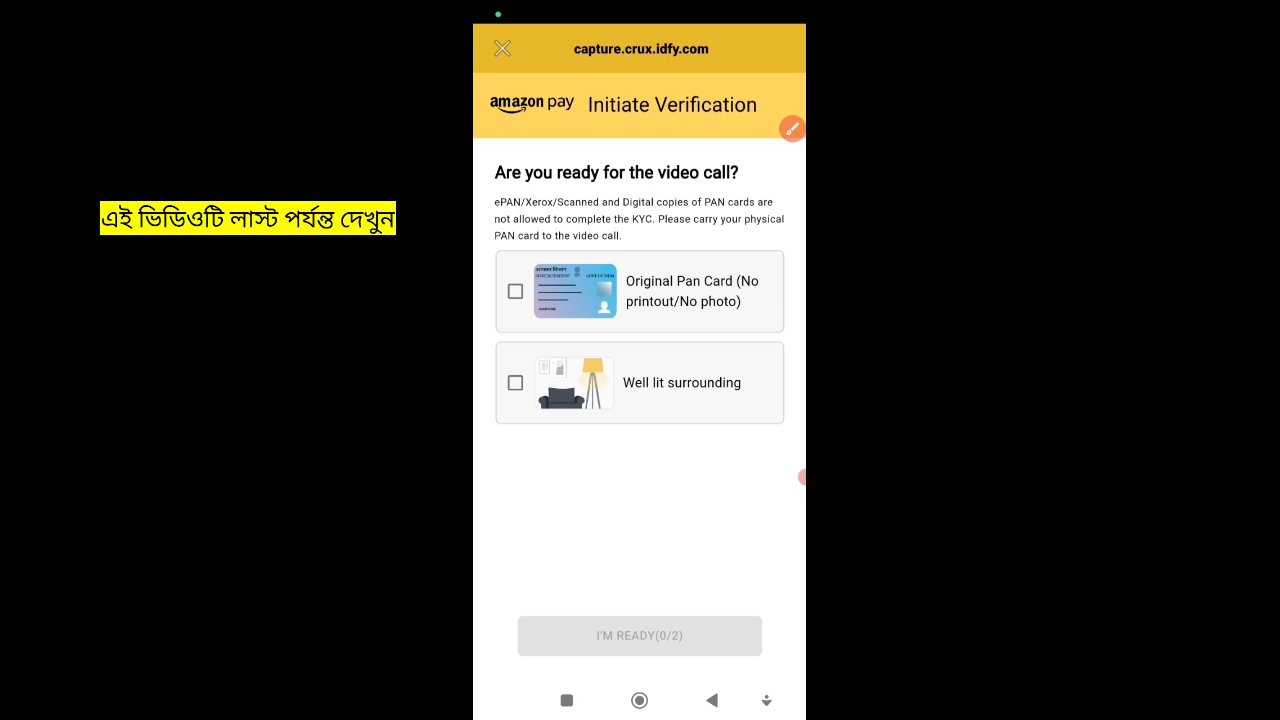 capture.crux.idfy.com
amazon pay Initiate Verification
Are you ready for the video call?
ePAN/Xerox/Scanned and Digital copies of PAN cards are
not allowed to complete the KYC. Please carry your physical
PAN card to the video call.
এই ভিডিওটি লাস্ট পর্যন্ত দেখুন
Original Pan Card (No
printout/No photo)
Well lit surrounding
I'M READY(0/2)